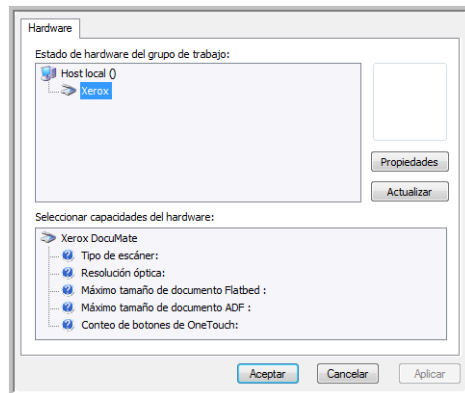 Hardware
Estado de hardware del grupo de trabajo:
Host local ()
Xerox
Propiedades
Actualizar
Seleccionar capacidades del hardware:
Xerox DocuMate
Tipo de escáner:
Resolución óptica:
Máximo tamaño de documento Flatbed :
Máximo tamaño de documento ADF :
Conteo de botones de OneTouch:
Aceptar
Cancelar
Aplicar